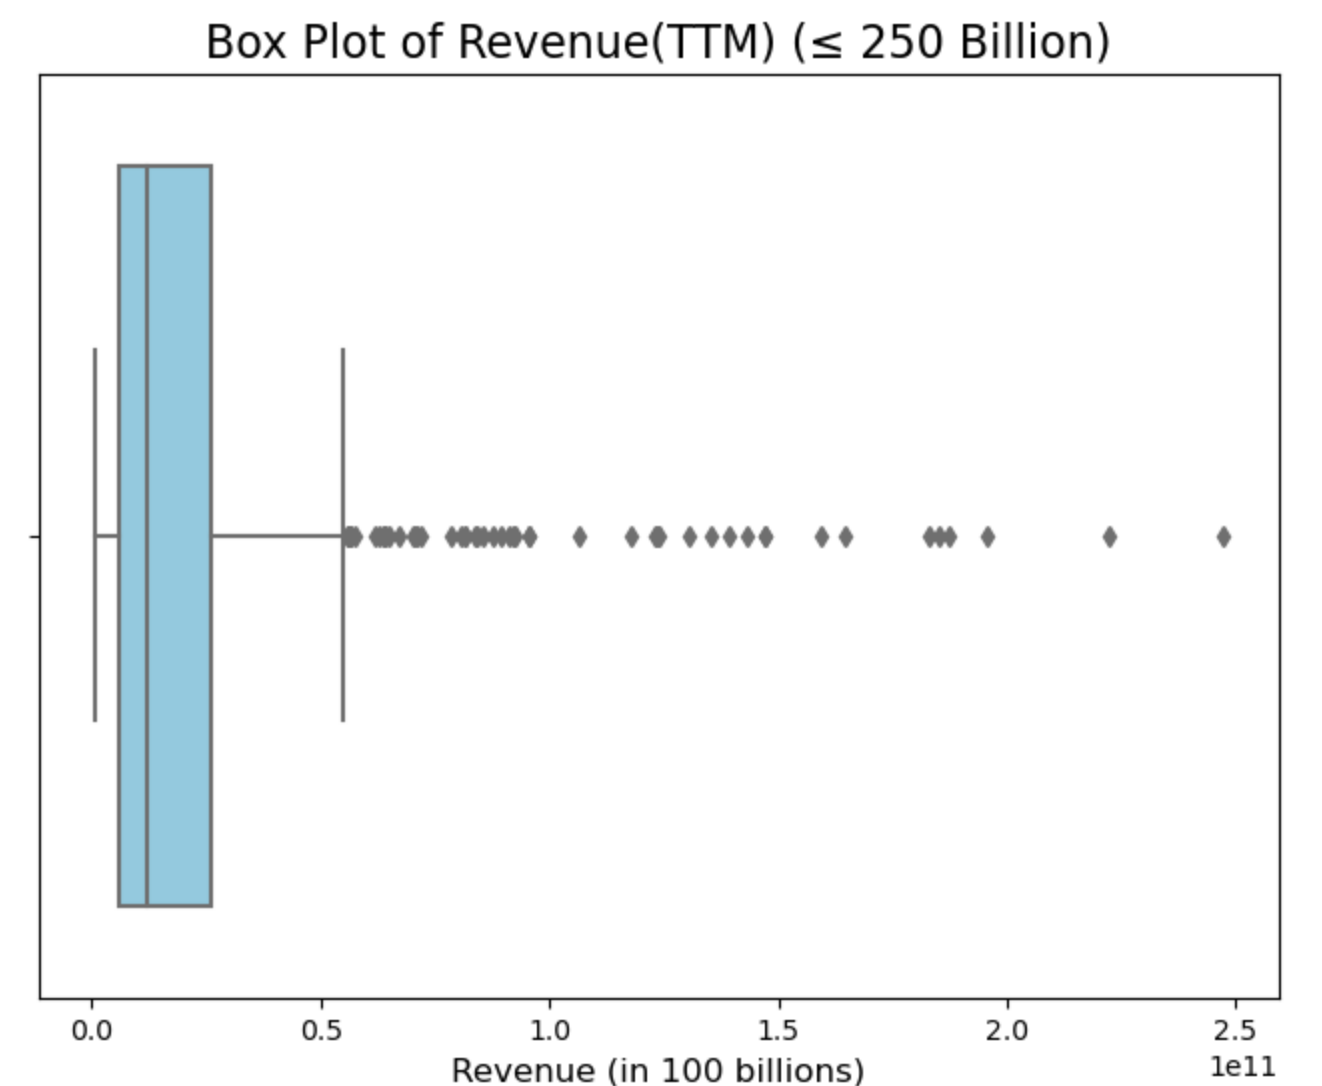 Box Plot of Revenue(TTM) (≤ 250 Billion)
0.0 0.5 1.0 1.5 2.0 2.5
1e11
Revenue (in 100 billions)